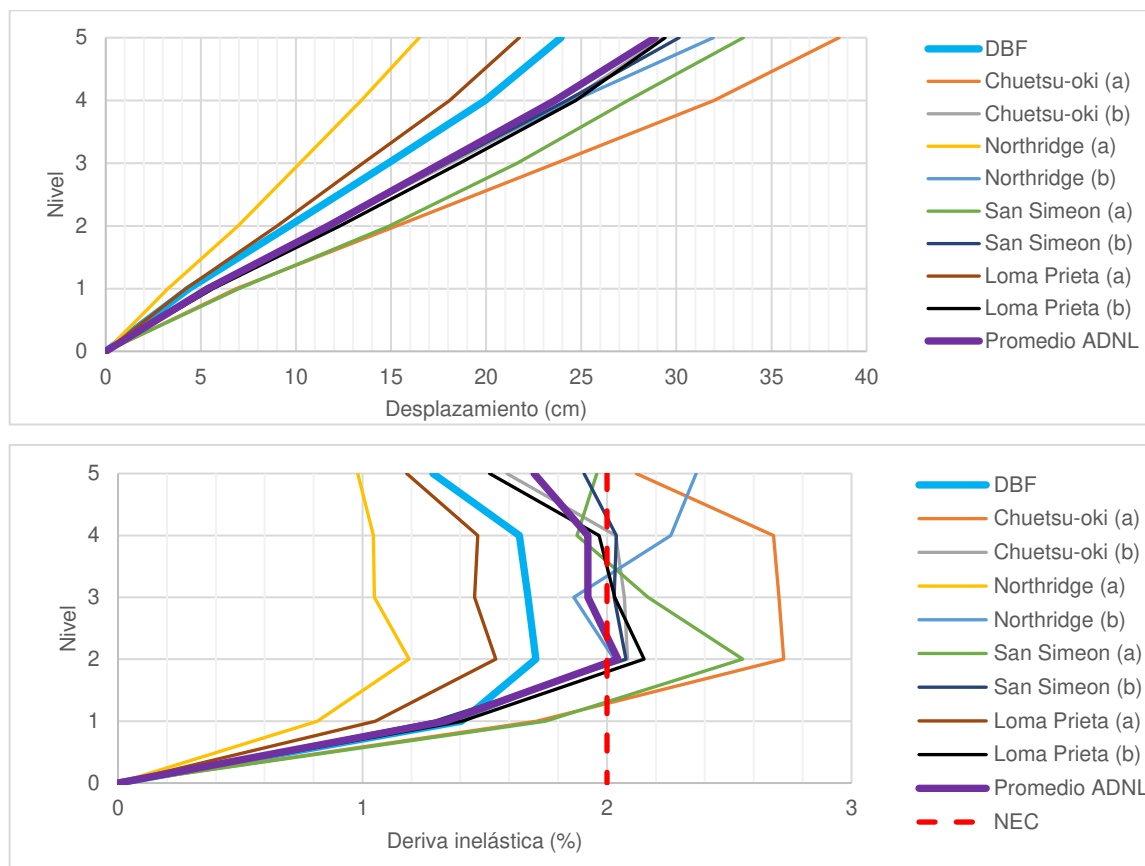 5
4
3
2
1
0
Nivel
0 5 10 15 20 25 30 35 40
Desplazamiento (cm)
DBF
Chuetsu-oki (a)
Chuetsu-oki (b)
Northridge (a)
Northridge (b)
San Simeon (a)
San Simeon (b)
Loma Prieta (a)
Loma Prieta (b)
Promedio ADNL
5
4
3
2
1
0
Nivel
0 1 2 3
Deriva inelástica (%)
DBF
Chuetsu-oki (a)
Chuetsu-oki (b)
Northridge (a)
Northridge (b)
San Simeon (a)
San Simeon (b)
Loma Prieta (a)
Loma Prieta (b)
Promedio ADNL
NEC